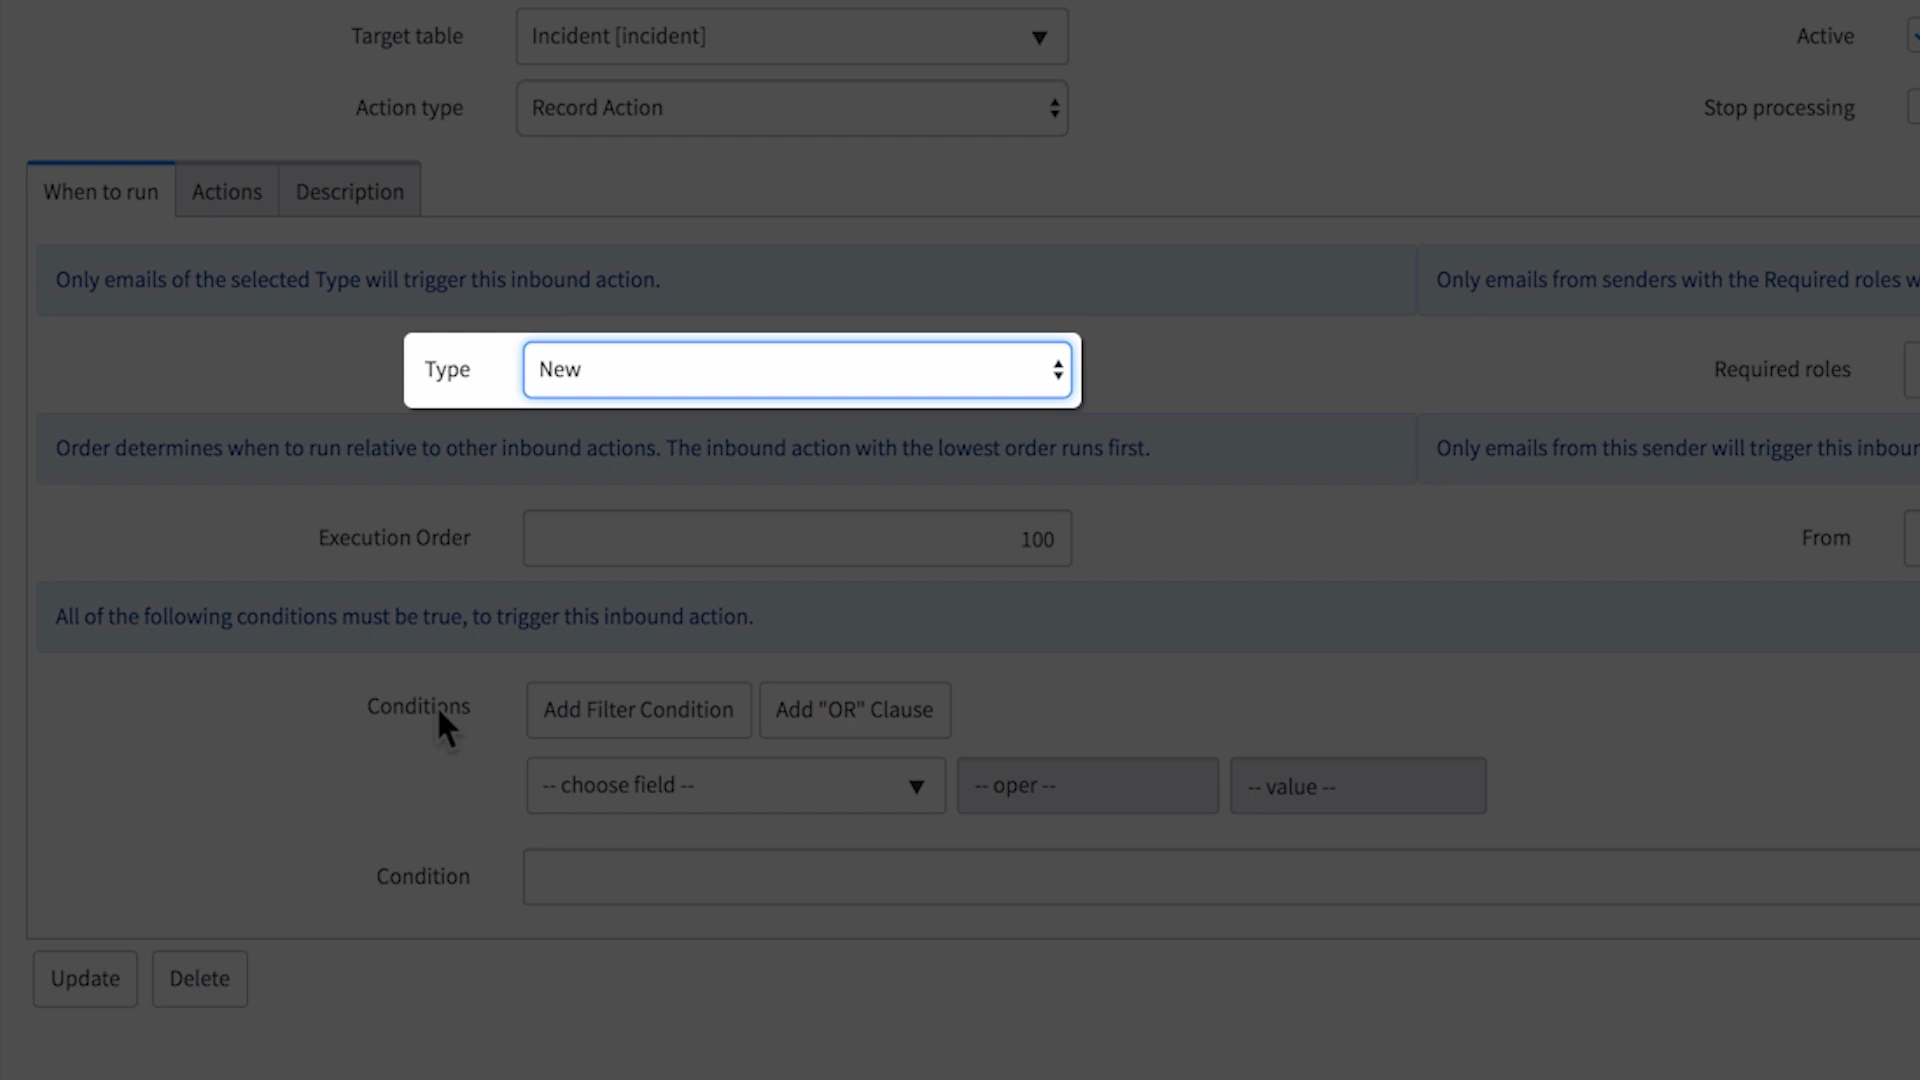 Target table Incident [incident] Active
Action type Record Action Stop processing
When to run Actions Description
Only emails of the selected Type will trigger this inbound action. Only emails from senders with the Required roles
Type New Required roles
Order determines when to run relative to other inbound actions. The inbound action with the lowest order runs first. Only emails from this sender will trigger this
Execution Order 100 From
All of the following conditions must be true, to trigger this inbound action.
Conditions Add Filter Condition Add "OR" Clause
-- choose field -- -- oper -- -- value --
Condition
Update Delete